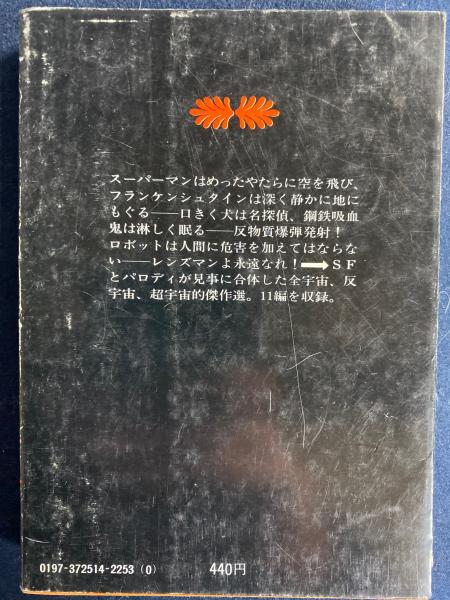 スーパーマンはめったやたらに空を飛び、
フランケンシュタインは深く静かに地に
もぐる──口きく犬は名探偵、鋼鉄吸血
鬼は淋しく眠る──反物質爆弾発射！
ロボットは人間に危害を加えてはならな
い──レンズマンよ永遠なれ！➡ＳＦ
とパロディが見事に合体した全宇宙、反
宇宙、超宇宙的傑作選。11編を収録。
0197-372514-2253 (0)
440円